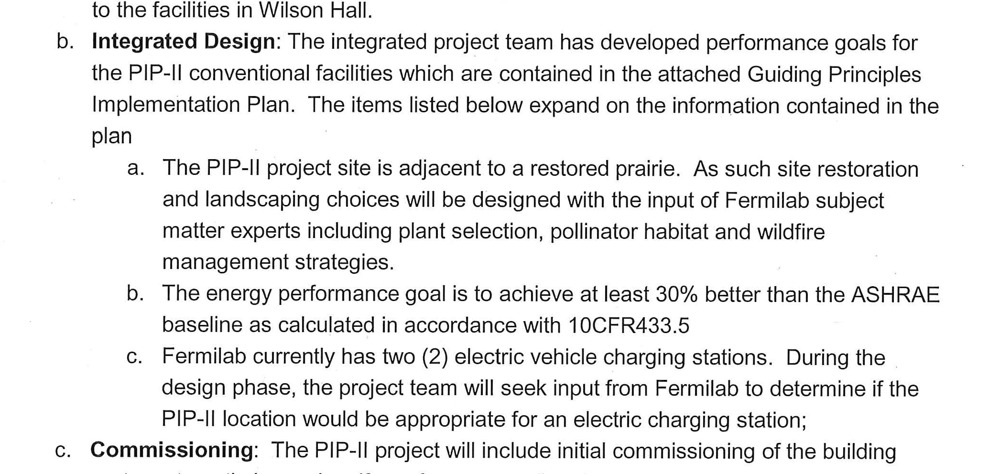 to the facilities in Wilson Hall.
b. Integrated Design: The integrated project team has developed performance goals for
the PIP-II conventional facilities which are contained in the attached Guiding Principles
Implementation Plan.  The items listed below expand on the information contained in the
plan
a. The PIP-II project site is adjacent to a restored prairie.  As such site restoration
and landscaping choices will be designed with the input of Fermilab subject
matter experts including plant selection, pollinator habitat and wildfire
management strategies.
b. The energy performance goal is to achieve at least 30% better than the ASHRAE
baseline as calculated in accordance with 10CFR433.5
c. Fermilab currently has two (2) electric vehicle charging stations.  During the
design phase, the project team will seek input from Fermilab to determine if the
PIP-II location would be appropriate for an electric charging station;
c. Commissioning:  The PIP-II project will include initial commissioning of the building